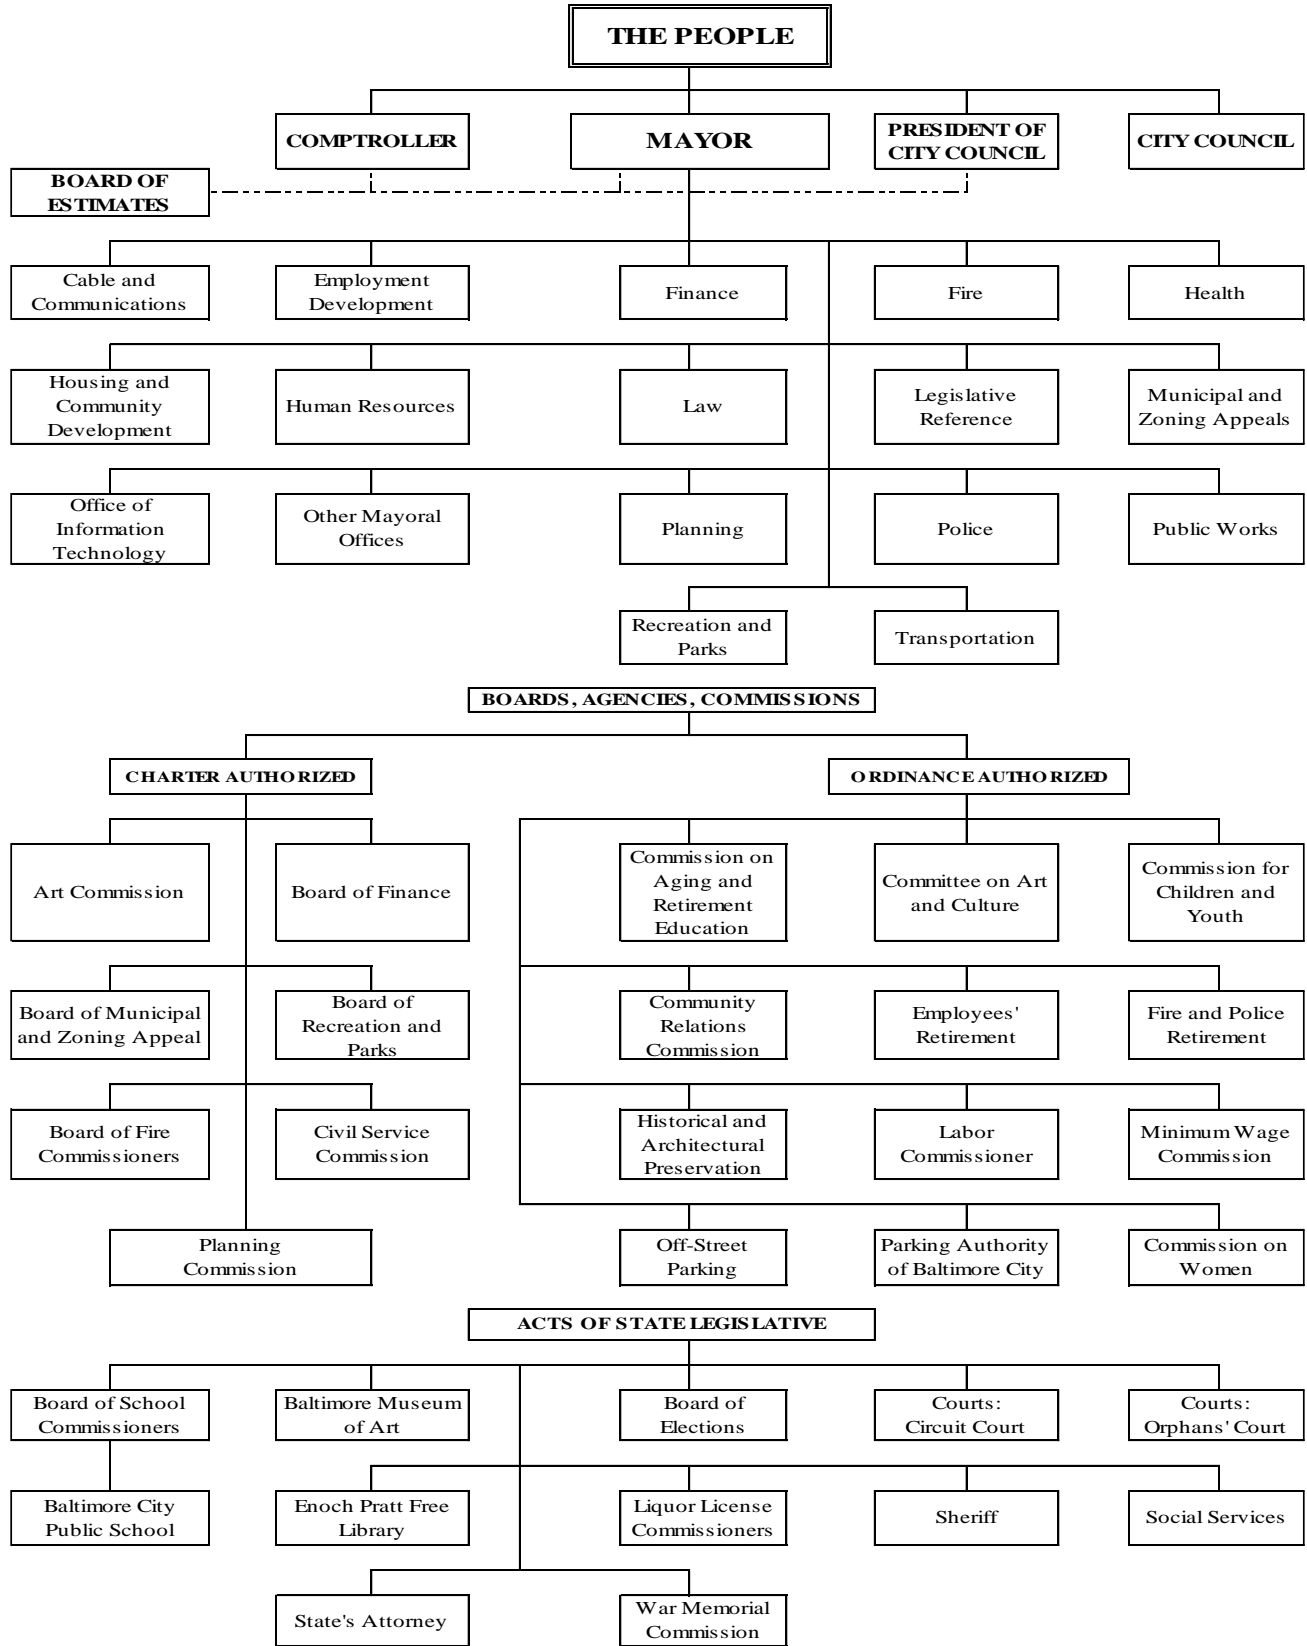 THE PEOPLE
COMPTROLLER
MAYOR
PRESIDENT OF
CITY COUNCIL
CITY COUNCIL
BOARD OF
ESTIMATES
Cable and
Communications
Employment
Development
Finance
Fire
Health
Housing and
Community
Development
Human Resources
Law
Legislative
Reference
Municipal and
Zoning Appeals
Office of
Information
Technology
Other Mayoral
Offices
Planning
Police
Public Works
Recreation and
Parks
Transportation
BOARDS, AGENCIES, COMMISSIONS
CHARTER AUTHORIZED
ORDINANCE AUTHORIZED
Art Commission
Board of Finance
Commission on
Aging and
Retirement
Education
Committee on Art
and Culture
Commission for
Children and
Youth
Board of Municipal
and Zoning Appeal
Board of
Recreation and
Parks
Community
Relations
Commission
Employees'
Retirement
Fire and Police
Retirement
Board of Fire
Commissioners
Civil Service
Commission
Historical and
Architectural
Preservation
Labor
Commissioner
Minimum Wage
Commission
Planning
Commission
Off-Street
Parking
Parking Authority
of Baltimore City
Commission on
Women
ACTS OF STATE LEGISLATIVE
Board of School
Commissioners
Baltimore Museum
of Art
Board of
Elections
Courts:
Circuit Court
Courts:
Orphans' Court
Baltimore City
Public School
Enoch Pratt Free
Library
Liquor License
Commissioners
Sheriff
Social Services
State's Attorney
War Memorial
Commission